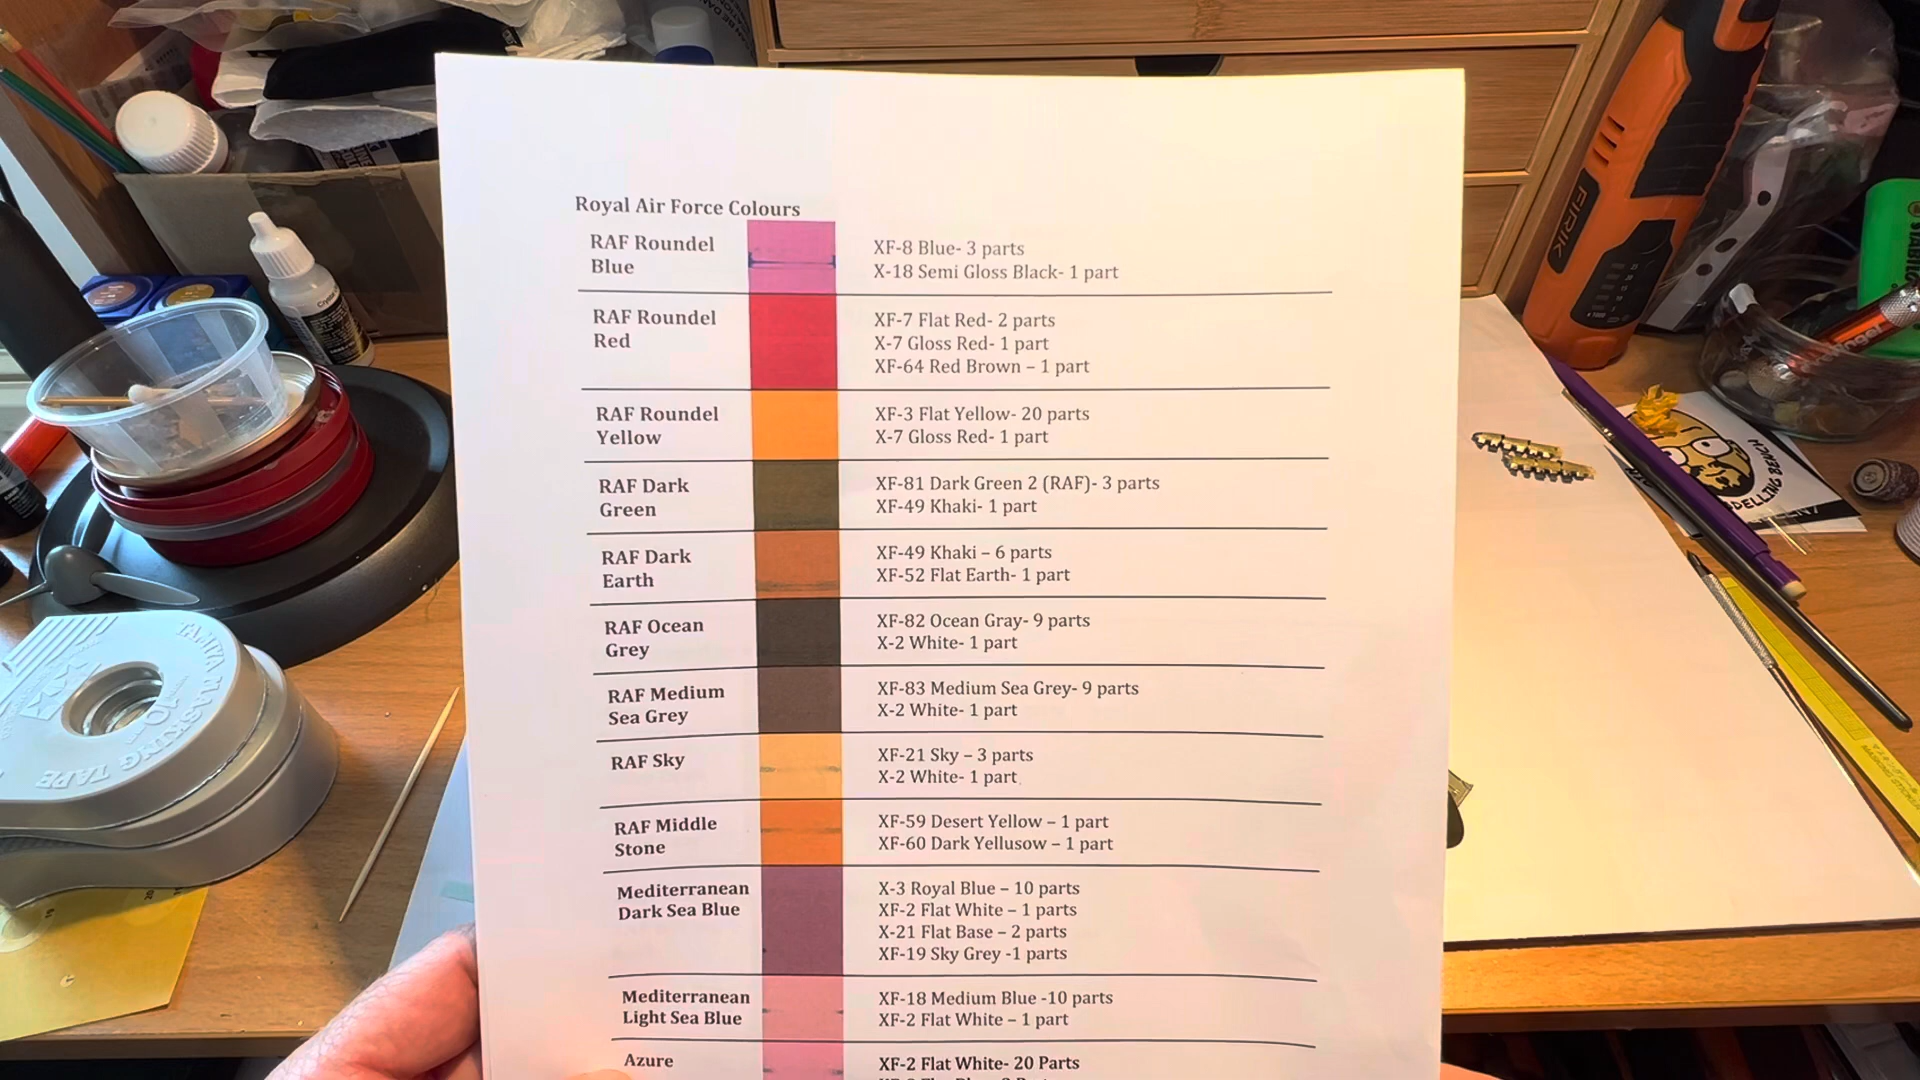 Royal Air Force Colours
RAF Roundel
Blue
XF-8 Blue- 3 parts
X-18 Semi Gloss Black- 1 part
RAF Roundel
Red
XF-7 Flat Red- 2 parts
X-7 Gloss Red- 1 part
XF-64 Red Brown – 1 part
RAF Roundel
Yellow
XF-3 Flat Yellow- 20 parts
X-7 Gloss Red- 1 part
RAF Dark
Green
XF-81 Dark Green 2 (RAF)- 3 parts
XF-49 Khaki- 1 part
RAF Dark
Earth
XF-49 Khaki – 6 parts
XF-52 Flat Earth- 1 part
RAF Ocean
Grey
XF-82 Ocean Gray- 9 parts
X-2 White- 1 part
RAF Medium
Sea Grey
XF-83 Medium Sea Grey- 9 parts
X-2 White- 1 part
RAF Sky
XF-21 Sky – 3 parts
X-2 White- 1 part
RAF Middle
Stone
XF-59 Desert Yellow – 1 part
XF-60 Dark Yellusow – 1 part
Mediterranean
Dark Sea Blue
X-3 Royal Blue – 10 parts
XF-2 Flat White – 1 parts
X-21 Flat Base – 2 parts
XF-19 Sky Grey -1 parts
Mediterranean
Light Sea Blue
XF-18 Medium Blue -10 parts
XF-2 Flat White – 1 part
Azure
XF-2 Flat White- 20 Parts
TAMIYA MASKING TAPE
10
FIRIK
DELLING BENCH
STABILO